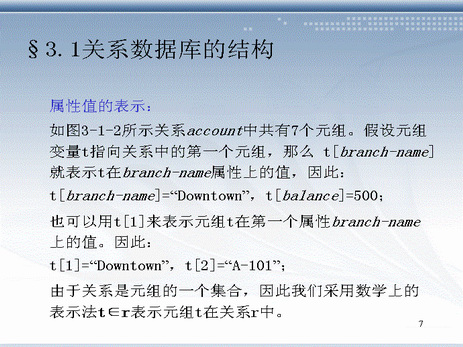 §3.1关系数据库的结构
属性值的表示：
如图3-1-2所示关系account中共有7个元组。假设元组
变量t指向关系中的第一个元组，那么 t[branch-name]
就表示t在branch-name属性上的值，因此：
t[branch-name]=“Downtown”，t[balance]=500；
也可以用t[1]来表示元组t在第一个属性branch-name
上的值。因此：
t[1]=“Downtown”，t[2]=“A-101”；
由于关系是元组的一个集合，因此我们采用数学上的
表示法t∈r表示元组t在关系r中。
7